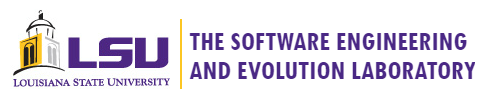 LSU
LOUISIANA STATE UNIVERSITY
THE SOFTWARE ENGINEERING
AND EVOLUTION LABORATORY